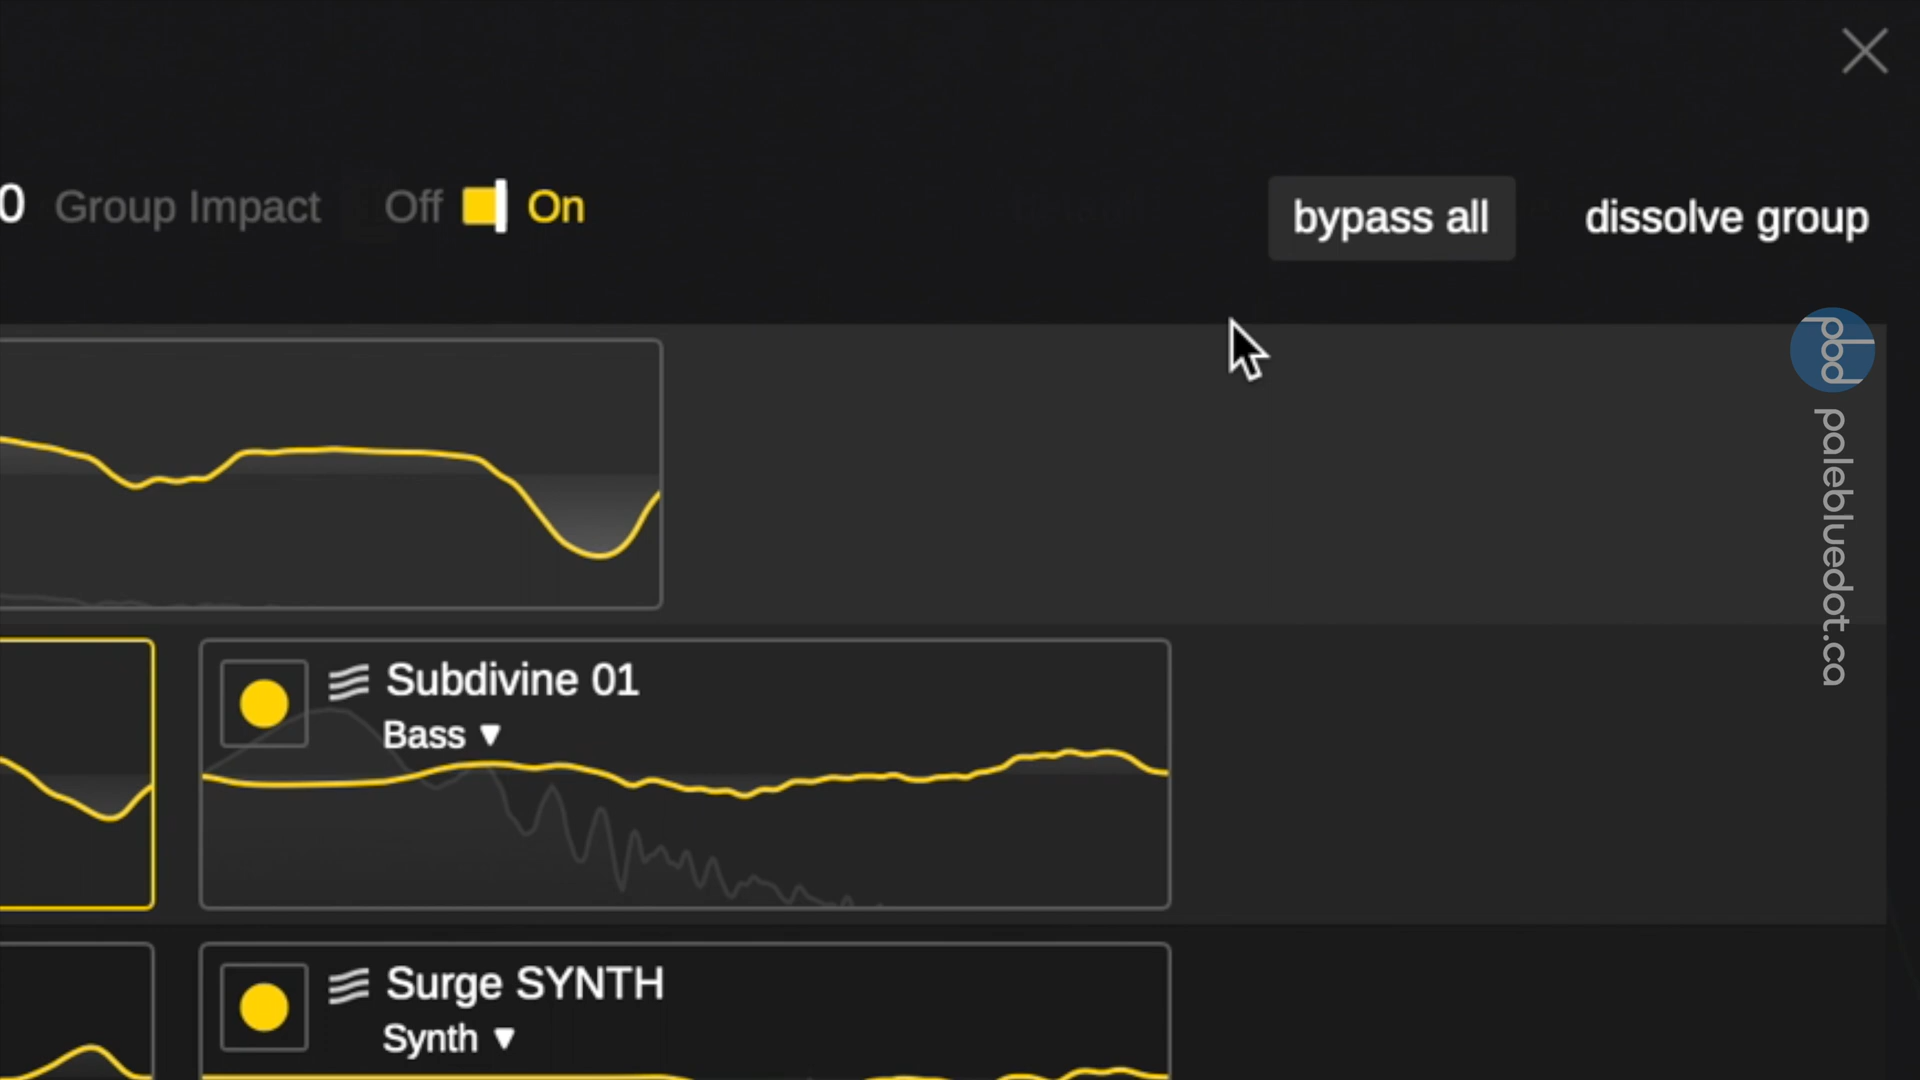 0 Group Impact Off On bypass all dissolve group
pbd
palebluedot.ca
Subdivine 01
Bass ▼
Surge SYNTH
Synth ▼